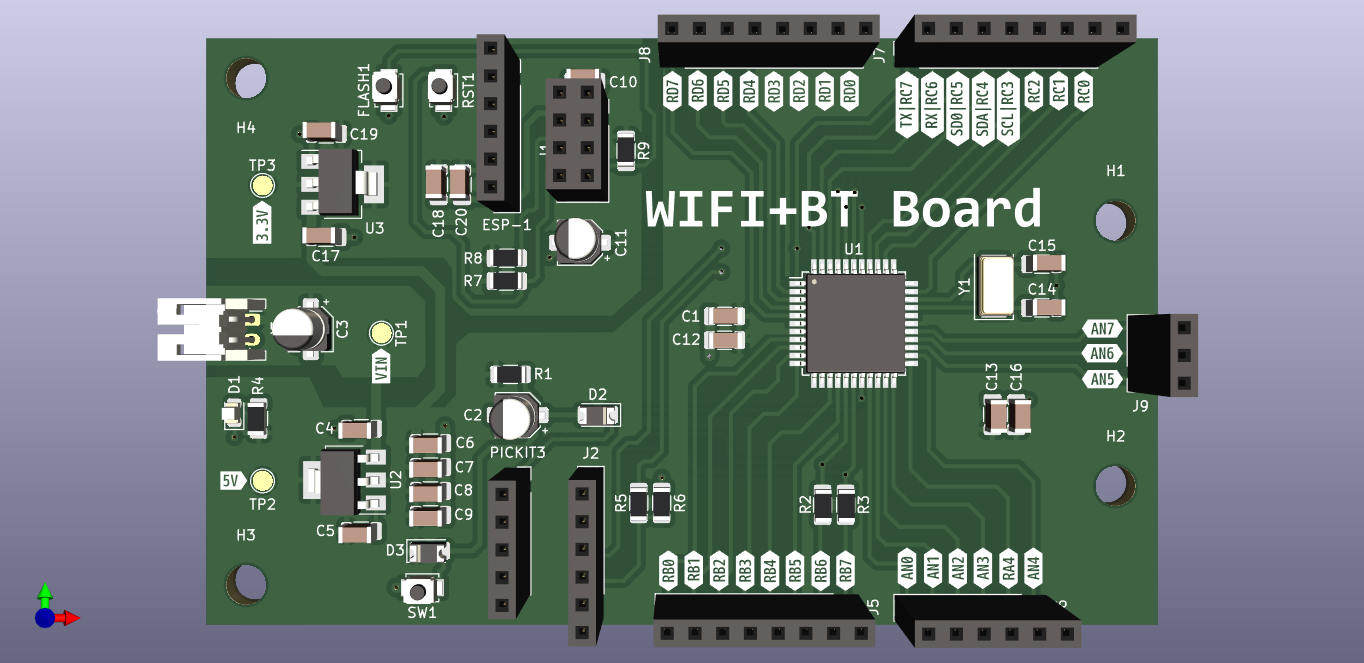 J8
J7
FLASH1
RST1
C10
RD7
RD6
RD5
RD4
RD3
RD2
RD1
RD0
TX|RC7
RX|RC6
SD0|RC5
SDA|RC4
SCL|RC3
RC2
RC1
RC0
H4
C19
R9
TP3
H1
3.3V
U3
C18
C20
ESP-1
WIFI+BT Board
C17
C11
U1
R8
R7
C15
Y1
C14
C3
TP1
C1
C12
AN7
AN6
AN5
VIN
D1
R4
R1
C13
C16
J9
C2
D2
C4
C6
PICKIT3
J2
H2
C7
5V
TP2
U2
C8
C9
R5
R6
R2
R3
H3
C5
D3
SW1
RB0
RB1
RB2
RB3
RB4
RB5
RB6
RB7
AN0
AN1
AN2
AN3
RA4
AN4
J5